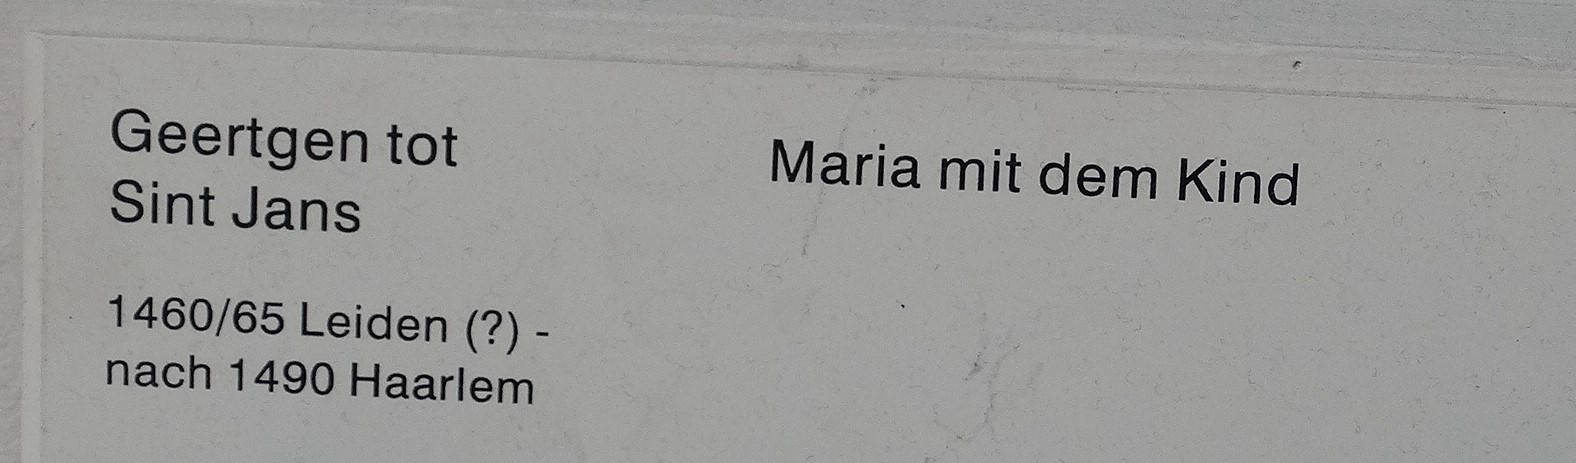 Geertgen tot
Sint Jans
1460/65 Leiden (?) -
nach 1490 Haarlem
Maria mit dem Kind